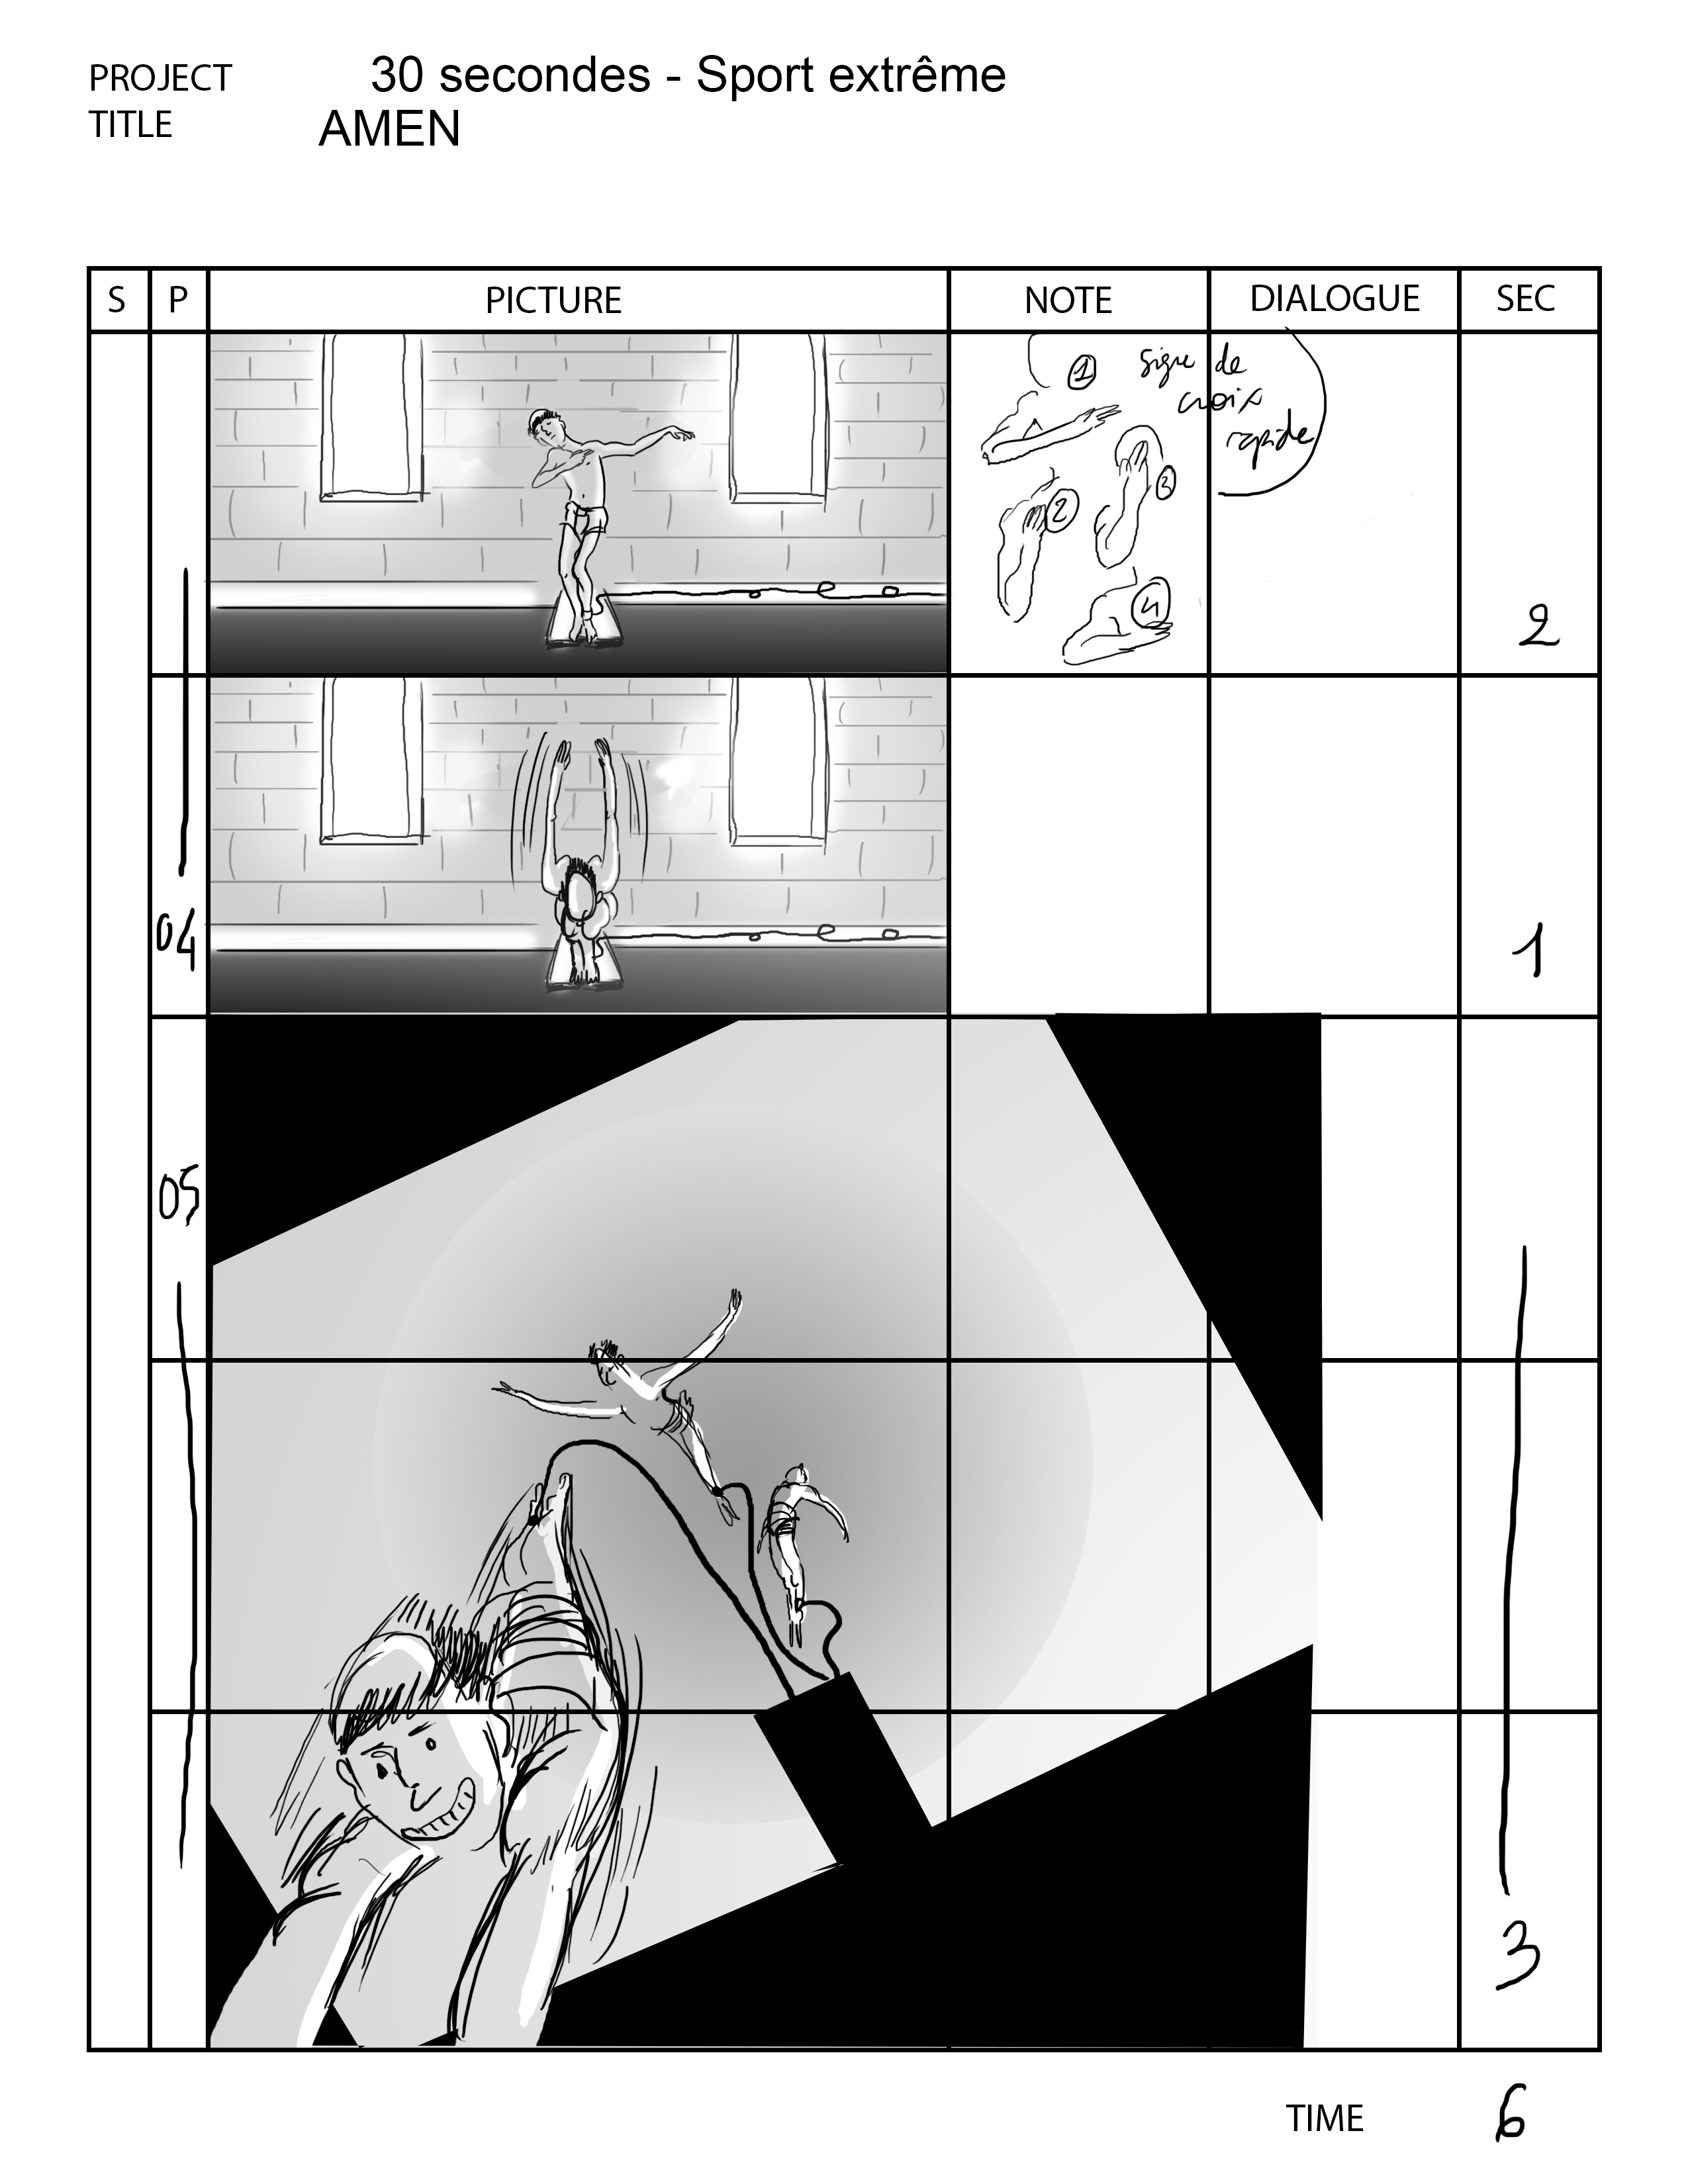 PROJECT 30 secondes - Sport extrême
TITLE AMEN
S P PICTURE NOTE DIALOGUE SEC
1 signe de
croix
rapide
3
2
4
2
04
1
05
3
TIME 6